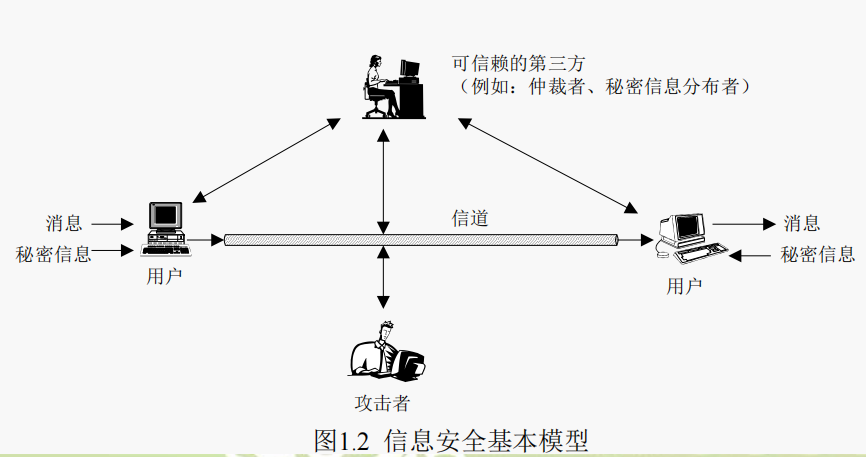 可信赖的第三方
（例如：仲裁者、秘密信息分布者）
消息
秘密信息
用户
信道
消息
秘密信息
用户
攻击者
图1.2 信息安全基本模型